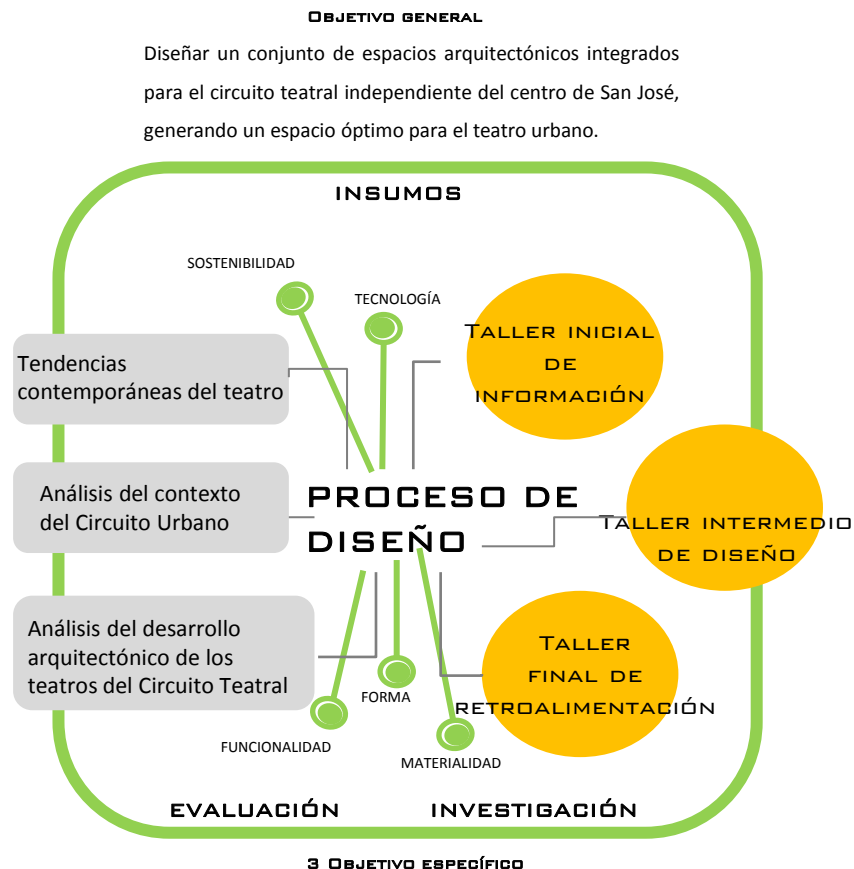 OBJETIVO GENERAL
Diseñar un conjunto de espacios arquitectónicos integrados
para el circuito teatral independiente del centro de San José,
generando un espacio óptimo para el teatro urbano.
INSUMOS
SOSTENIBILIDAD
TECNOLOGÍA
Tendencias
contemporáneas del teatro
TALLER INICIAL
DE
INFORMACIÓN
Análisis del contexto
del Circuito Urbano
PROCESO DE
DISEÑO
TALLER INTERMEDIO
DE DISEÑO
Análisis del desarrollo
arquitectónico de los
teatros del Circuito Teatral
TALLER
FINAL DE
RETROALIMENTACIÓN
FORMA
FUNCIONALIDAD
MATERIALIDAD
EVALUACIÓN
INVESTIGACIÓN
3 OBJETIVO ESPECÍFICO